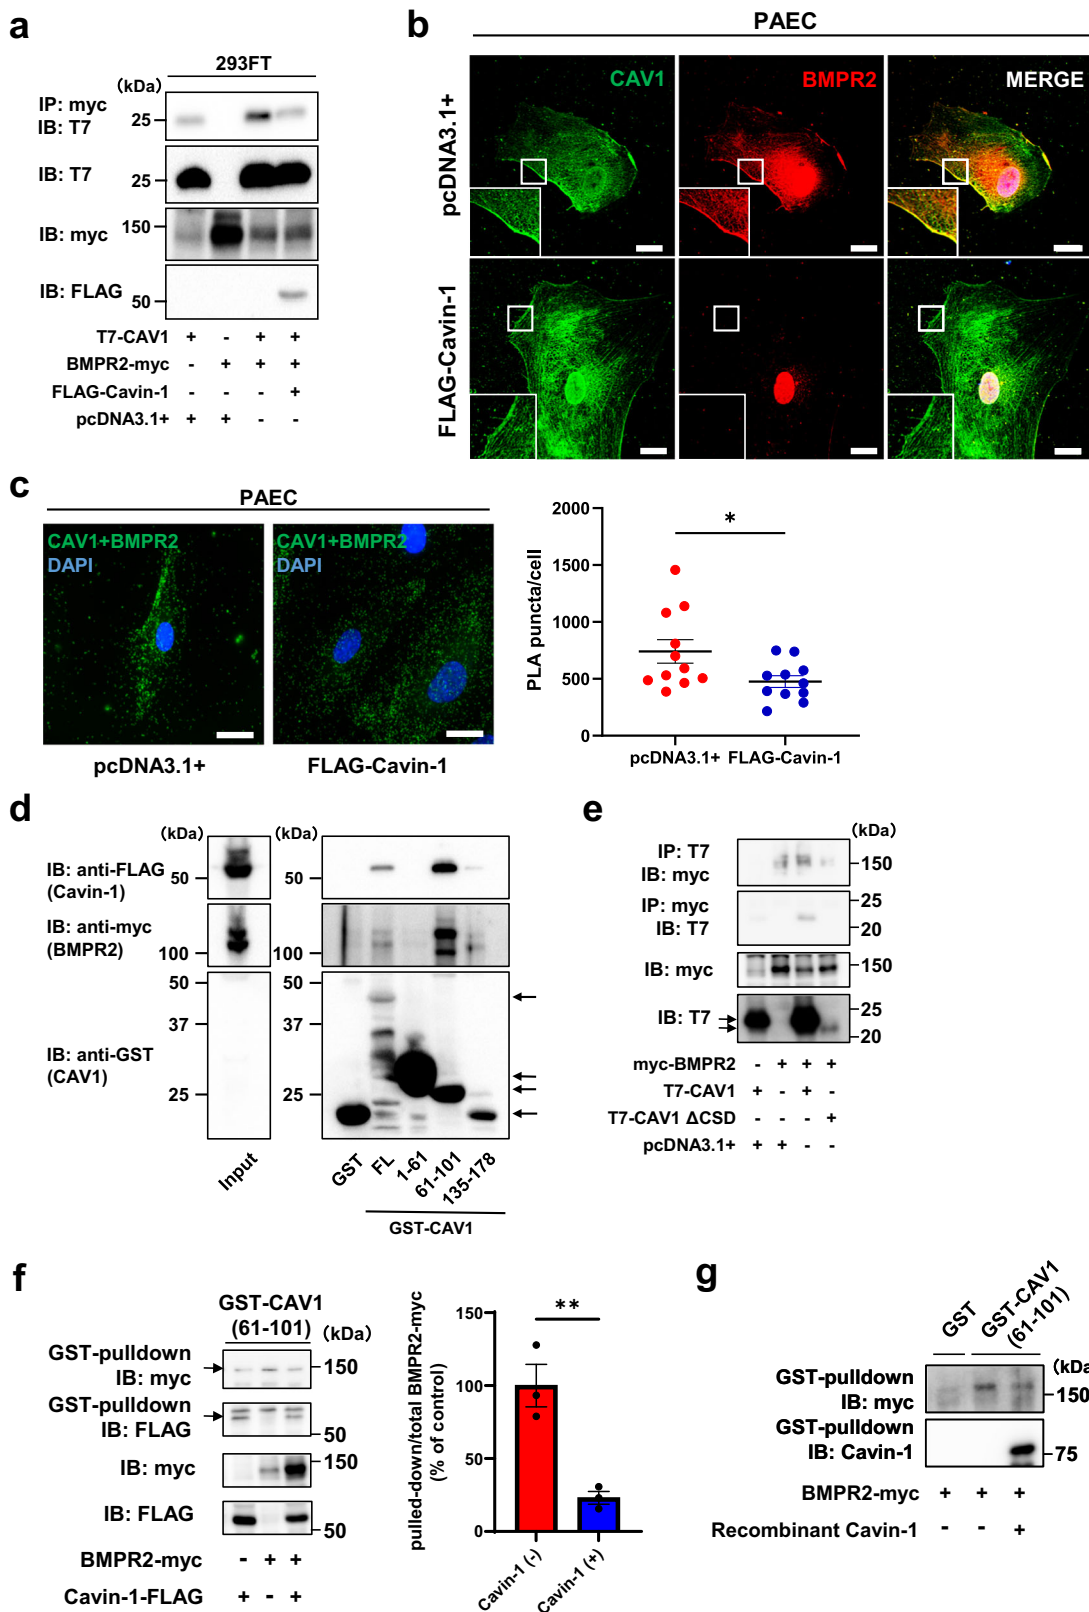 a
293FT
(kDa)
IP: myc
IB: T7
25
IB: T7
25
IB: myc
150
IB: FLAG
50
T7-CAV1 + - + +
BMPR2-myc - + + +
FLAG-Cavin-1 +
pcDNA3.1+ + + - -
b
PAEC
CAV1
BMPR2
MERGE
pcDNA3.1+
FLAG-Cavin-1
c
PAEC
CAV1+BMPR2
DAPI
CAV1+BMPR2
DAPI
pcDNA3.1+
FLAG-Cavin-1
PLA puncta/cell
2000
1500
1000
500
0
*
pcDNA3.1+ FLAG-Cavin-1
d
(kDa)
(kDa)
IB: anti-FLAG
(Cavin-1)
50
50
IB: anti-myc
(BMPR2)
100
100
IB: anti-GST
(CAV1)
50
37
25
50
37
25
Input
GST
FL
1-61
61-101
135-178
GST-CAV1
e
(kDa)
IP: T7
IB: myc
150
IP: myc
IB: T7
25
20
IB: myc
150
IB: T7
25
20
myc-BMPR2 - + + +
T7-CAV1 + - + -
T7-CAV1 ΔCSD - - - +
pcDNA3.1+ + + - -
f
GST-CAV1
(61-101)
(kDa)
GST-pulldown
IB: myc
150
GST-pulldown
IB: FLAG
50
IB: myc
150
IB: FLAG
50
BMPR2-myc - + +
Cavin-1-FLAG + - +
pulled-down/total BMPR2-myc
(% of control)
150
100
50
0
**
Cavin-1 (-)
Cavin-1 (+)
g
GST
GST-CAV1
(61-101)
(kDa
GST-pulldown
IB: myc
150
GST-pulldown
IB: Cavin-1
75
BMPR2-myc + + +
Recombinant Cavin-1 - - +